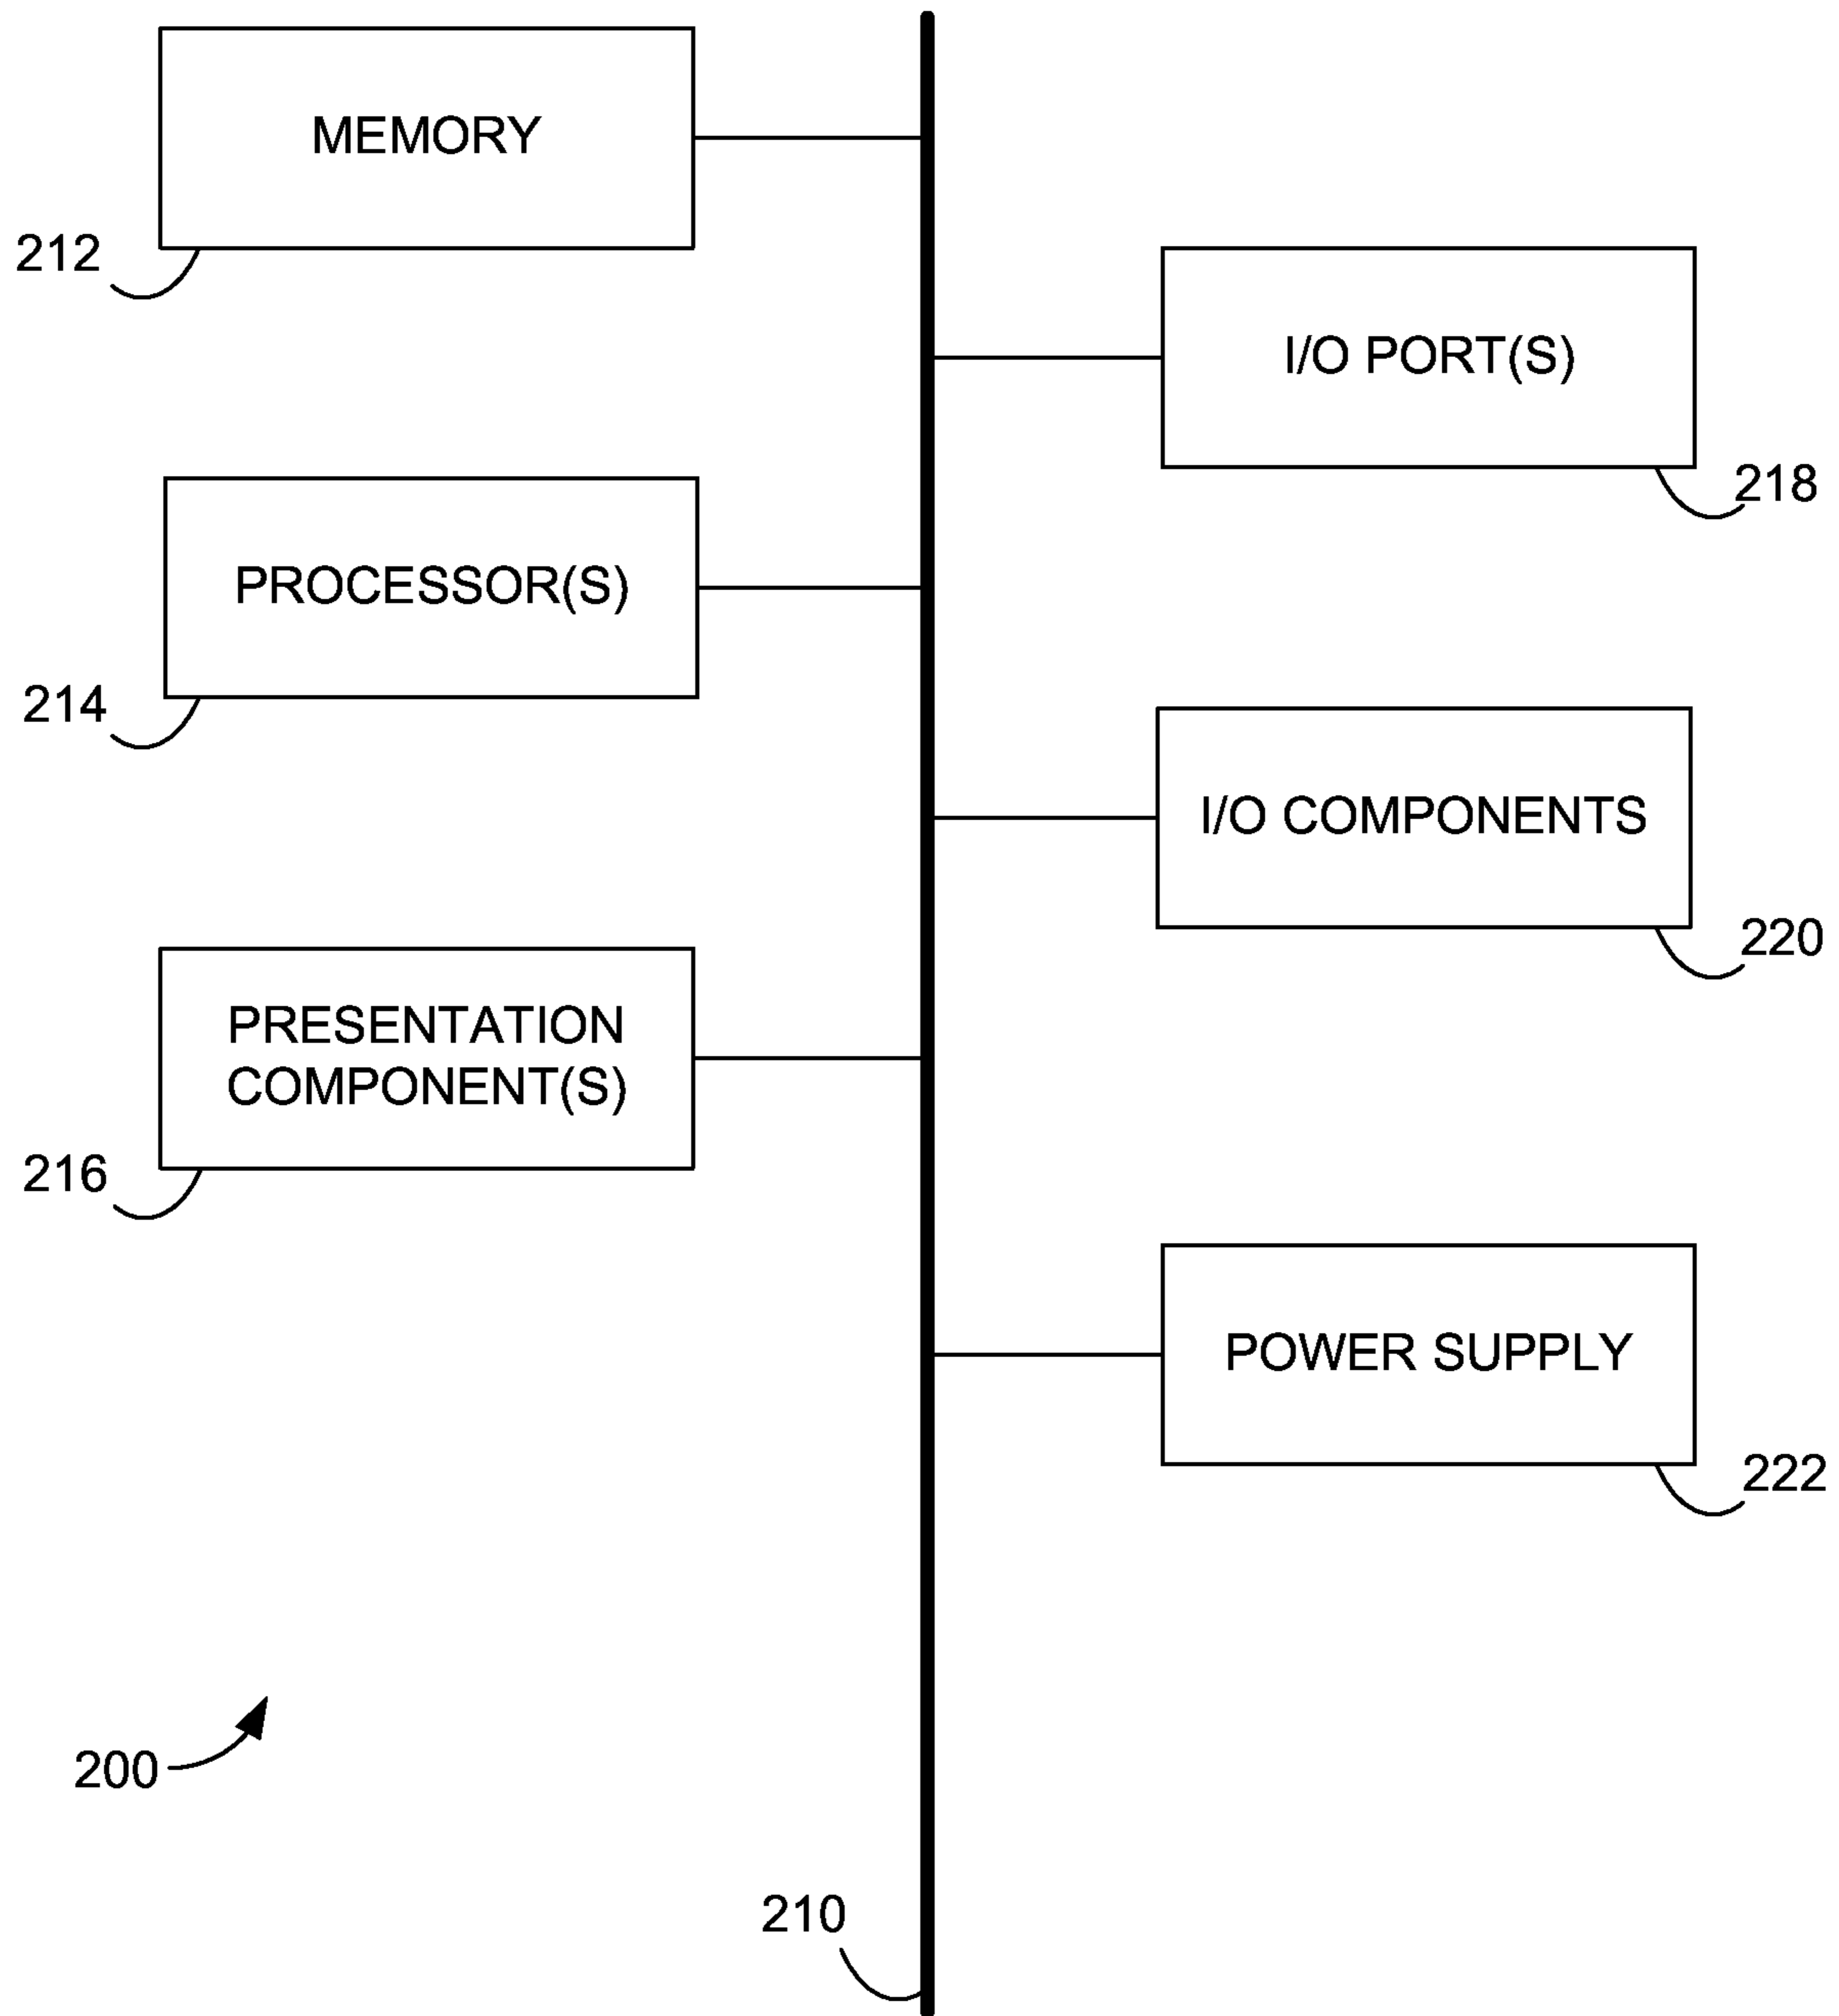 MEMORY
212
I/O PORT(S)
218
PROCESSOR(S)
214
I/O COMPONENTS
220
PRESENTATION
COMPONENT(S)
216
POWER SUPPLY
222
200
210